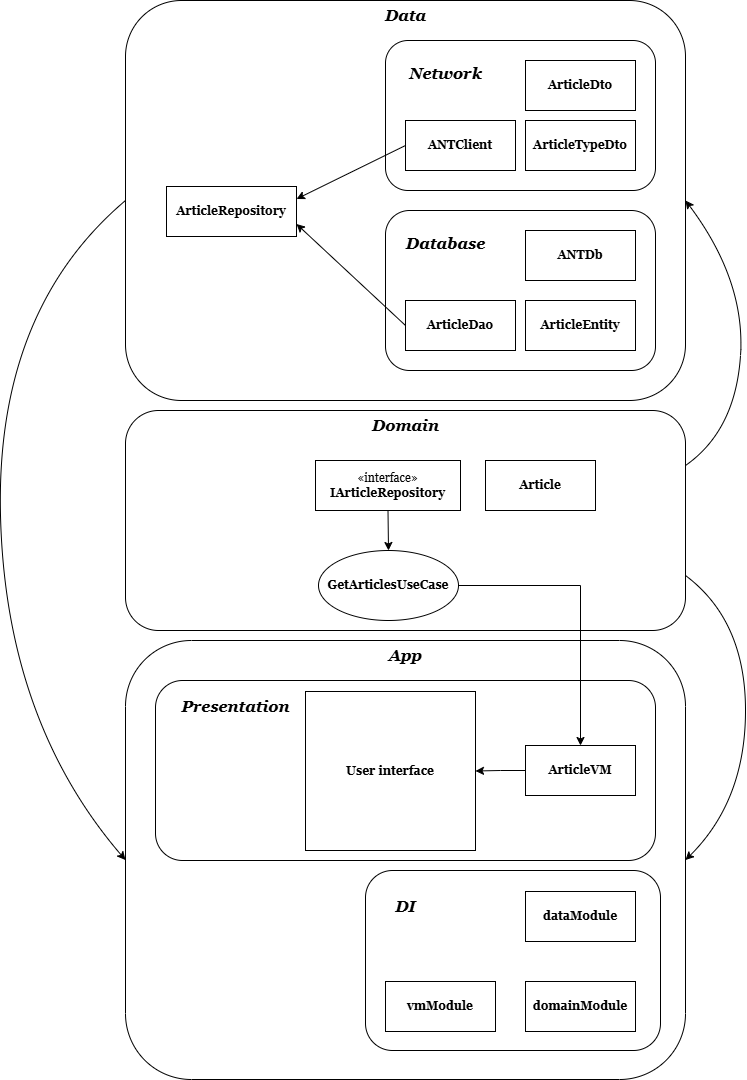 Data
Network
ArticleDto
ANTClient
ArticleTypeDto
ArticleRepository
Database
ANTDb
ArticleDao
ArticleEntity
Domain
«interface»
IArticleRepository
Article
GetArticlesUseCase
App
Presentation
User interface
ArticleVM
DI
dataModule
vmModule
domainModule